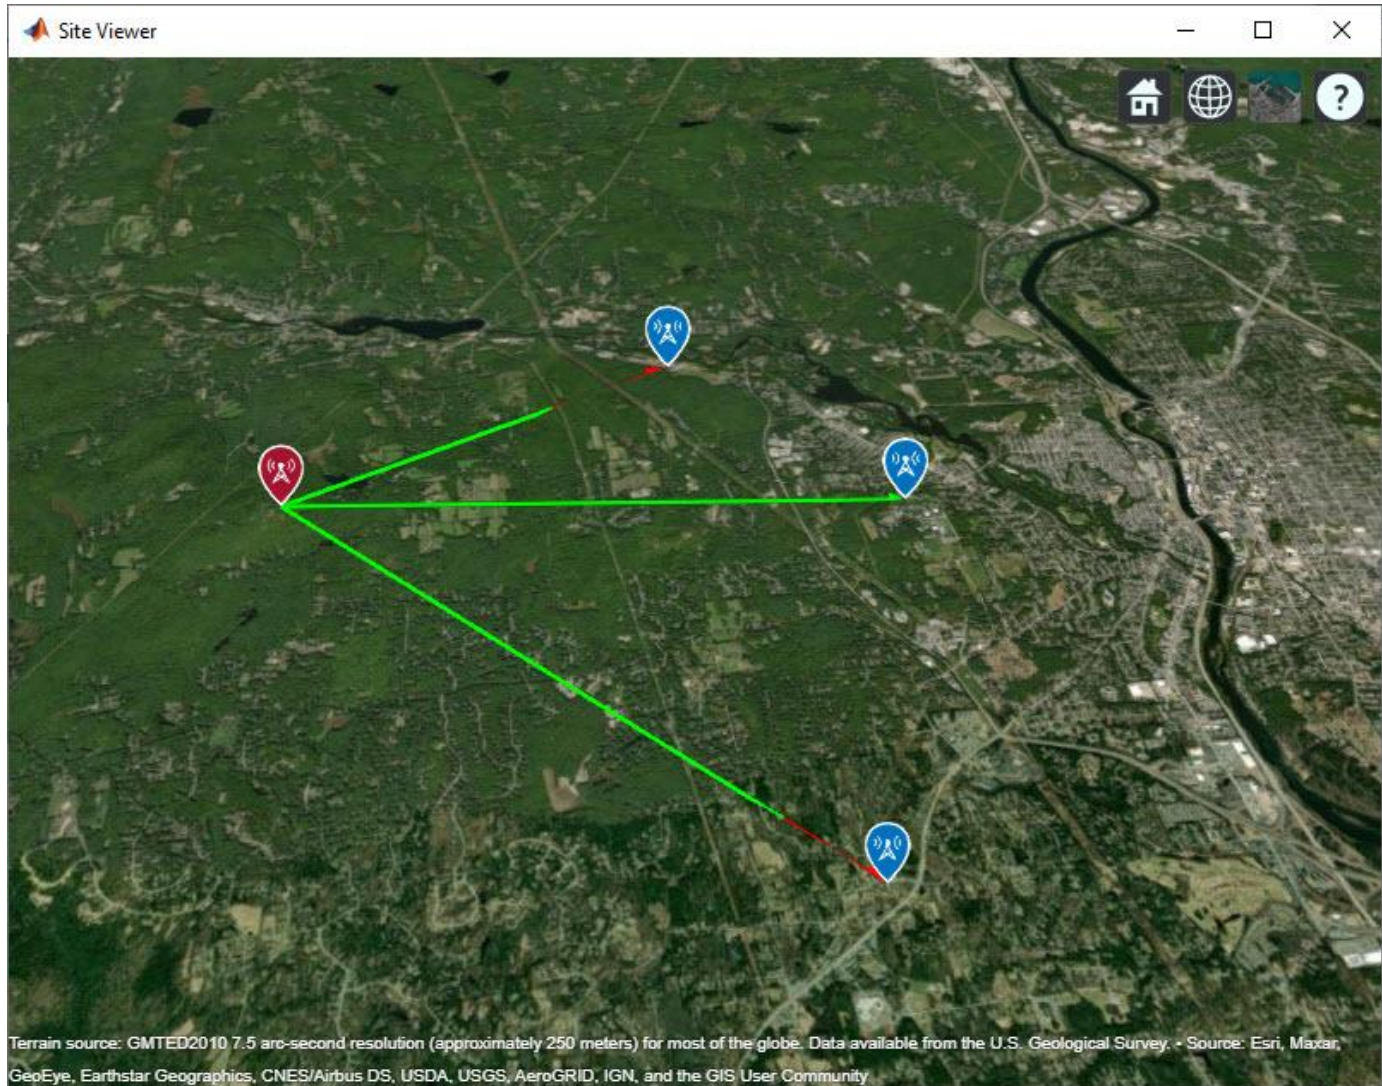 Site Viewer
?
Terrain source: GMTED2010 7.5 arc-second resolution (approximately 250 meters) for most of the globe. Data available from the U.S. Geological Survey. • Source: Esri, Maxar,
GeoEye, Earthstar Geographics, CNES/Airbus DS, USDA, USGS, AeroGRID, IGN, and the GIS User Community